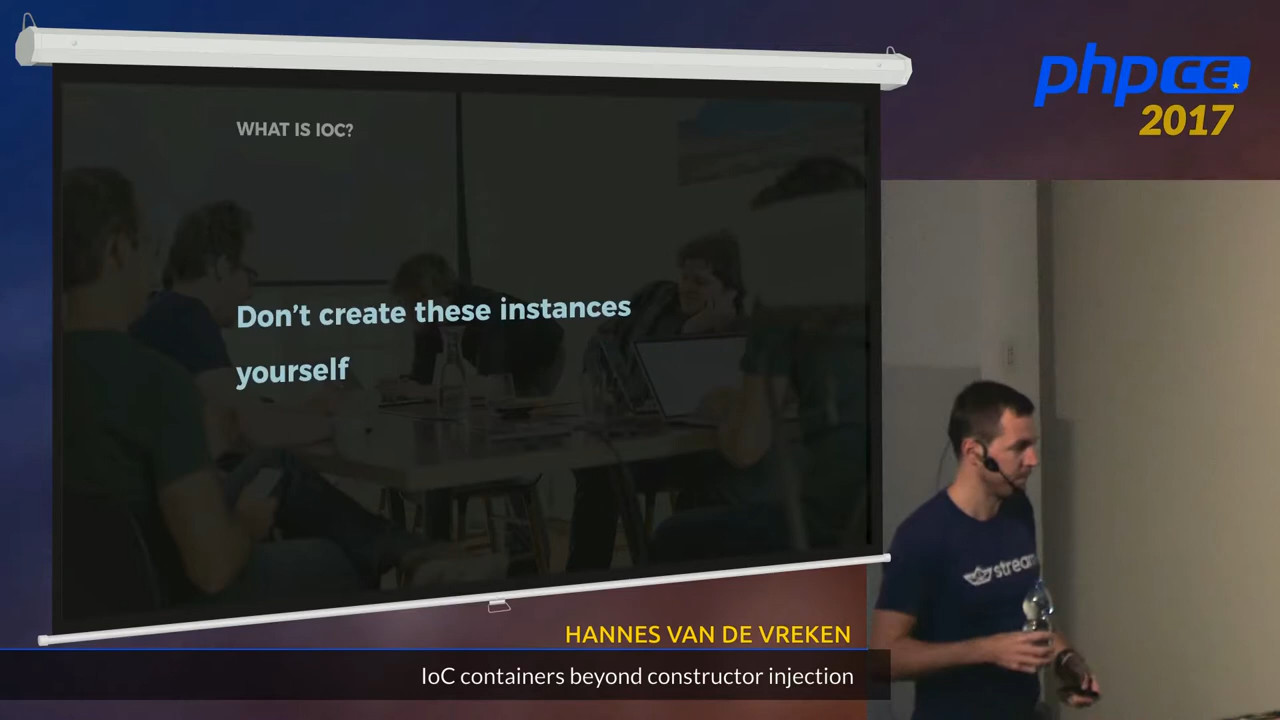 WHAT IS IOC?
Don't create these instances
yourself
phpCE
2017
stream
HANNES VAN DE VREKEN
IoC containers beyond constructor injection